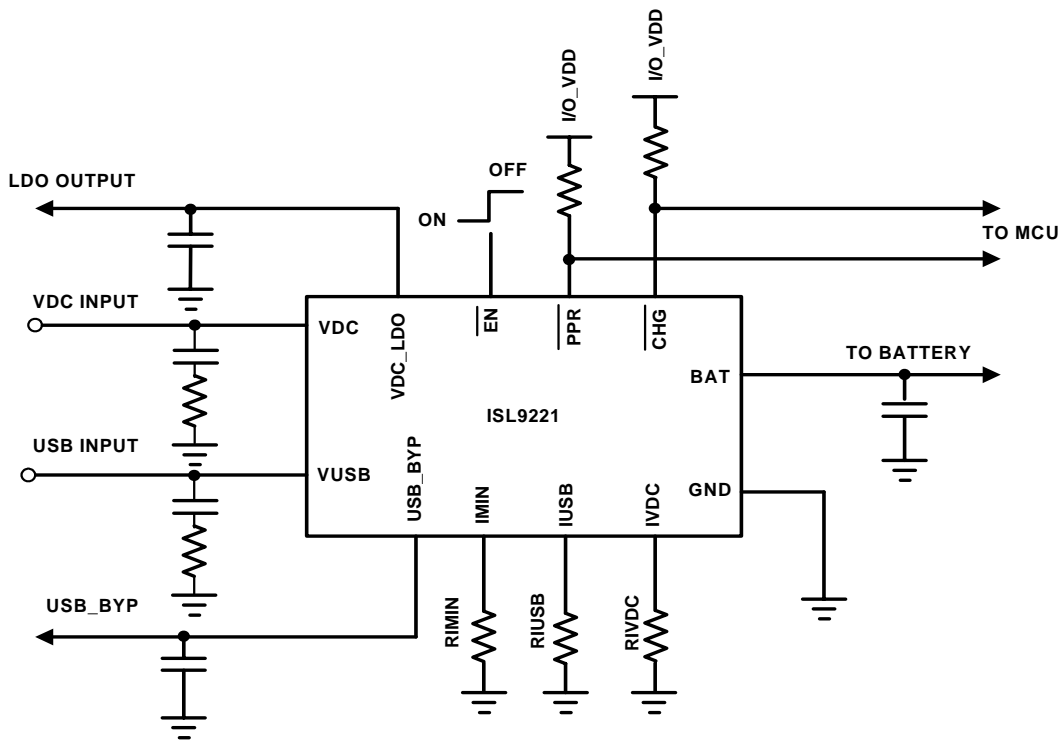 I/O_VDD
I/O_VDD
OFF
LDO OUTPUT
ON
TO MCU
VDC INPUT
VDC
VDC_LDO
EN
PPR
CHG
TO BATTERY
BAT
ISL9221
USB INPUT
VUSB
USB_BYP
IMIN
IUSB
IVDC
GND
USB_BYP
RIMIN
RIUSB
RIVDC